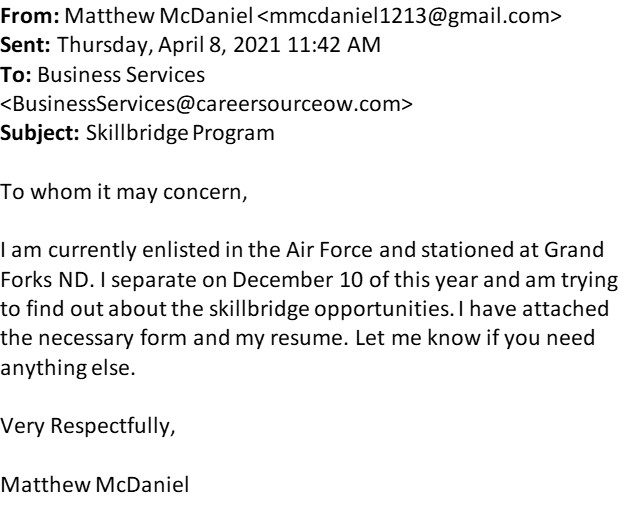 From: Matthew McDaniel <mmcdaniel1213@gmail.com>
Sent: Thursday, April 8, 2021 11:42 AM
To: Business Services
<BusinessServices@careersourceow.com>
Subject: Skillbridge Program

To whom it may concern,

I am currently enlisted in the Air Force and stationed at Grand
Forks ND. I separate on December 10 of this year and am trying
to find out about the skillbridge opportunities. I have attached
the necessary form and my resume. Let me know if you need
anything else.

Very Respectfully,

Matthew McDaniel